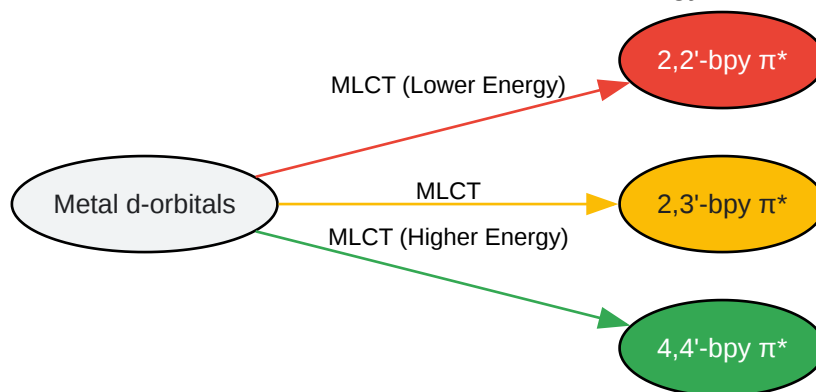 2,2'-bpy π*
MLCT (Lower Energy)
Metal d-orbitals
MLCT
2,3'-bpy π*
MLCT (Higher Energy)
4,4'-bpy π*